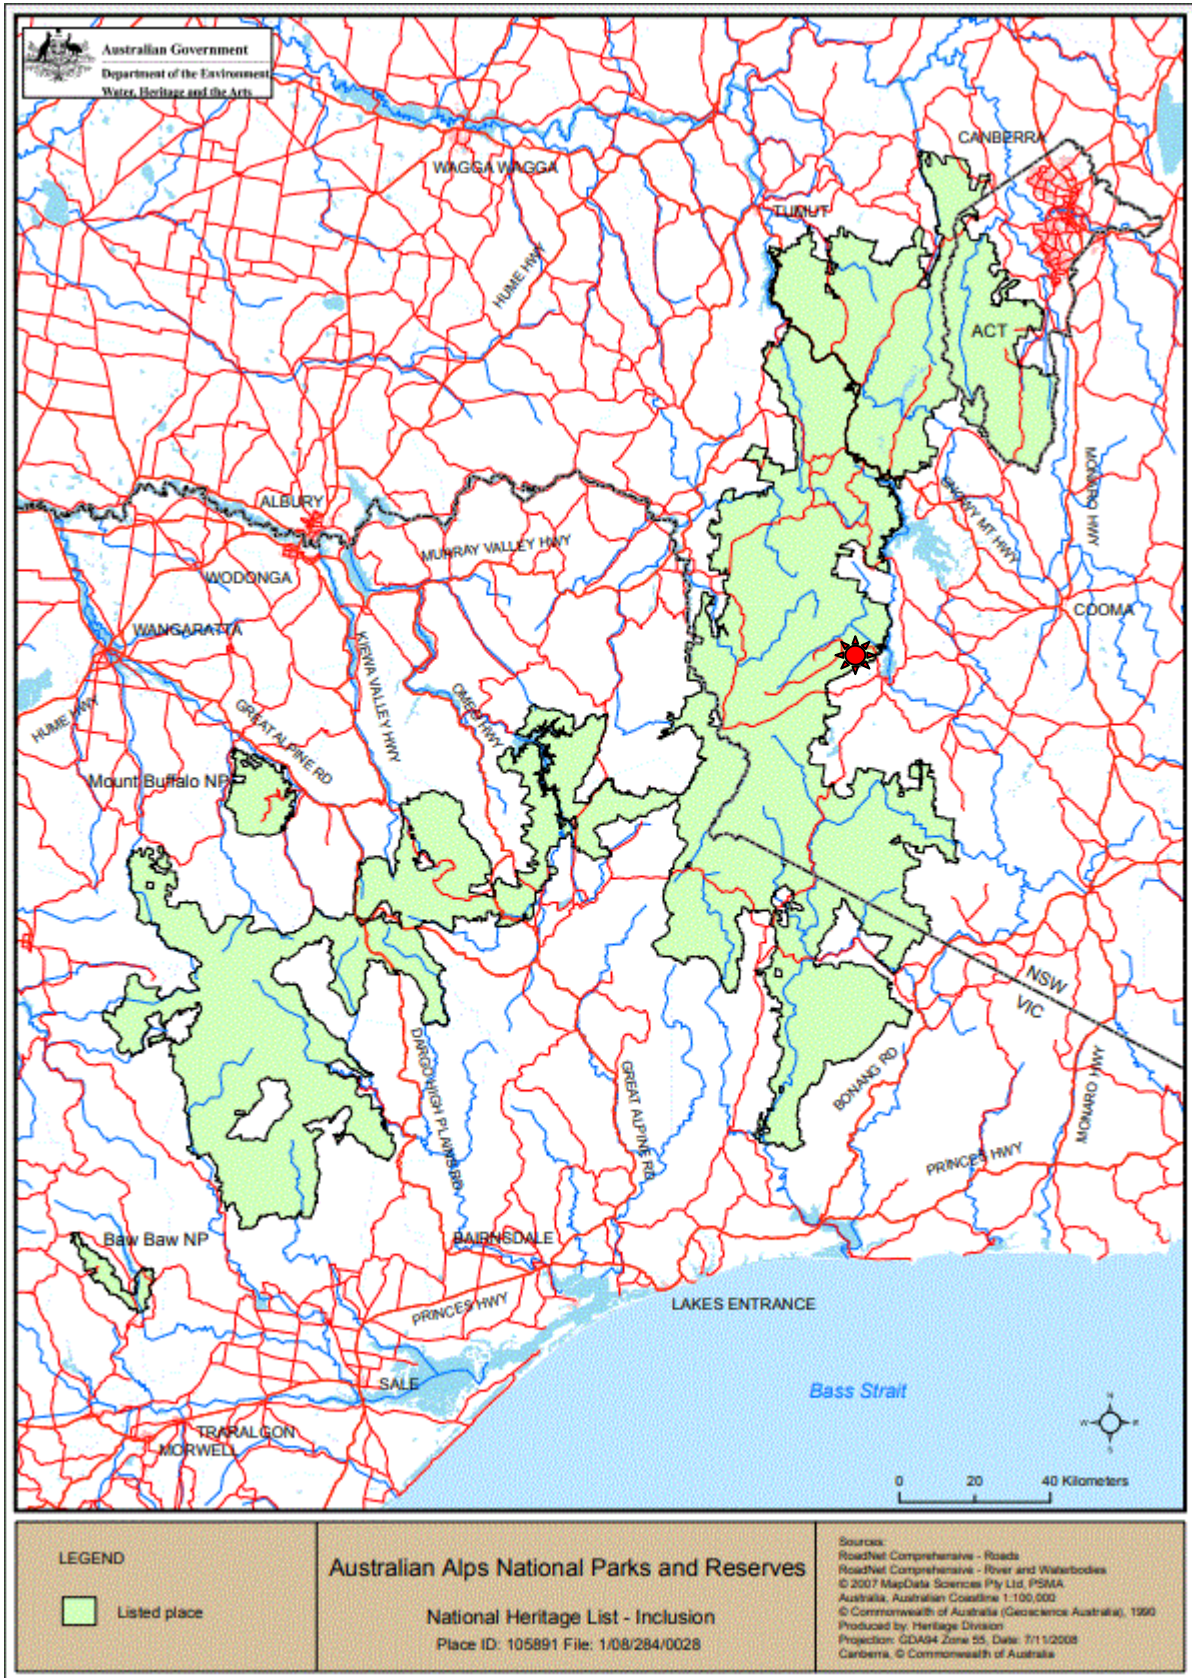 Australian Government
Department of the Environment,
Water, Heritage and the Arts
CANBERRA
WAGGA WAGGA
TUMUT
HUME HWY
ACT
ALBURY
MURRAY VALLEY HWY
SNOWY MT HWY
MONARO HWY
WODONGA
COOMA
WANGARATTA
KIEWA VALLEY HWY
OMEO HWY
HUME HWY
GREAT ALPINE RD
Mount Buffalo NP
NSW
VIC
DARGO HIGH PLAINS RD
GREAT ALPINE RD
BONANG RD
MONARO HWY
PRINCES HWY
Baw Baw NP
BAIRNSDALE
PRINCES HWY
LAKES ENTRANCE
SALE
Bass Strait
TRARALGON
MORWELL
N
W
E
S
0 20 40 Kilometers
LEGEND
Listed place
Australian Alps National Parks and Reserves
National Heritage List - Inclusion
Place ID: 105891 File: 1/08/284/0028
Sources:
RoadNet Comprehensive - Roads
RoadNet Comprehensive - River and Waterbodies
© 2007 MapData Sciences Pty Ltd, PSMA
Australia, Australian Coastline 1:100,000
© Commonwealth of Australia (Geoscience Australia), 1990
Produced by: Heritage Division
Projection: GDA94 Zone 55, Date: 7/11/2008
Canberra, © Commonwealth of Australia